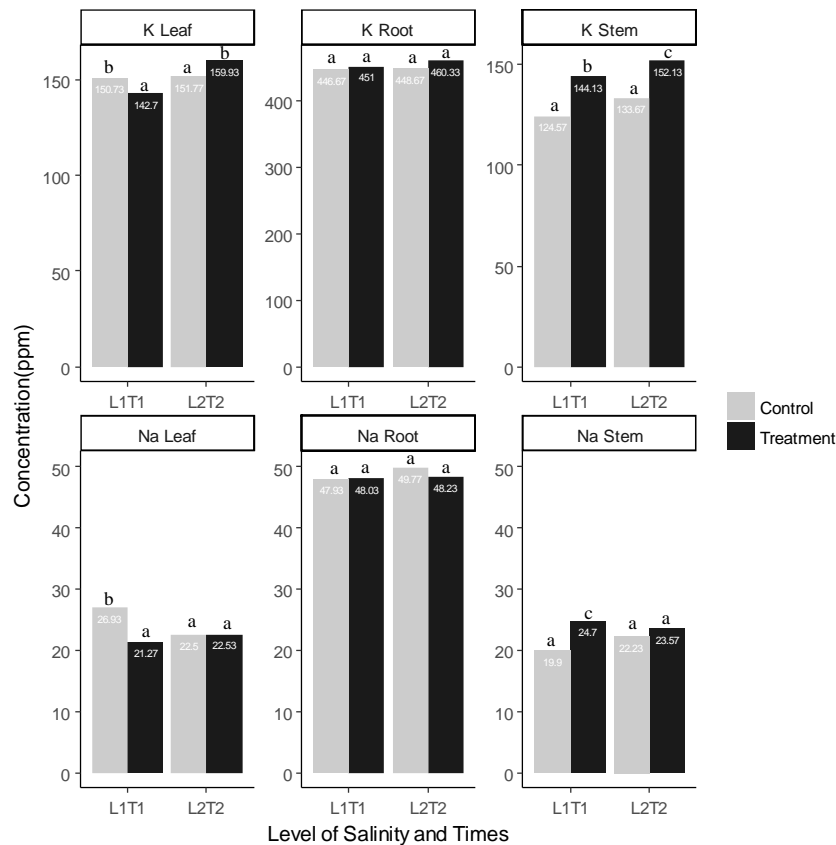 K Leaf K Root K Stem
b a a b
150.73 142.7 151.77 159.93
a a a a
446.67 451 448.67 460.33
a b a c
124.57 144.13 133.67 152.13
150
100
50
0
400
300
200
100
0
150
100
50
0
L1T1 L2T2 L1T1 L2T2 L1T1 L2T2
Concentration(ppm)
Control
Treatment
Na Leaf Na Root Na Stem
b a a a
26.93 21.27 22.5 22.53
a a a a
47.93 48.03 49.77 48.23
a c a a
19.9 24.7 22.23 23.57
50
40
30
20
10
0
50
40
30
20
10
0
50
40
30
20
10
0
L1T1 L2T2 L1T1 L2T2 L1T1 L2T2
Level of Salinity and Times